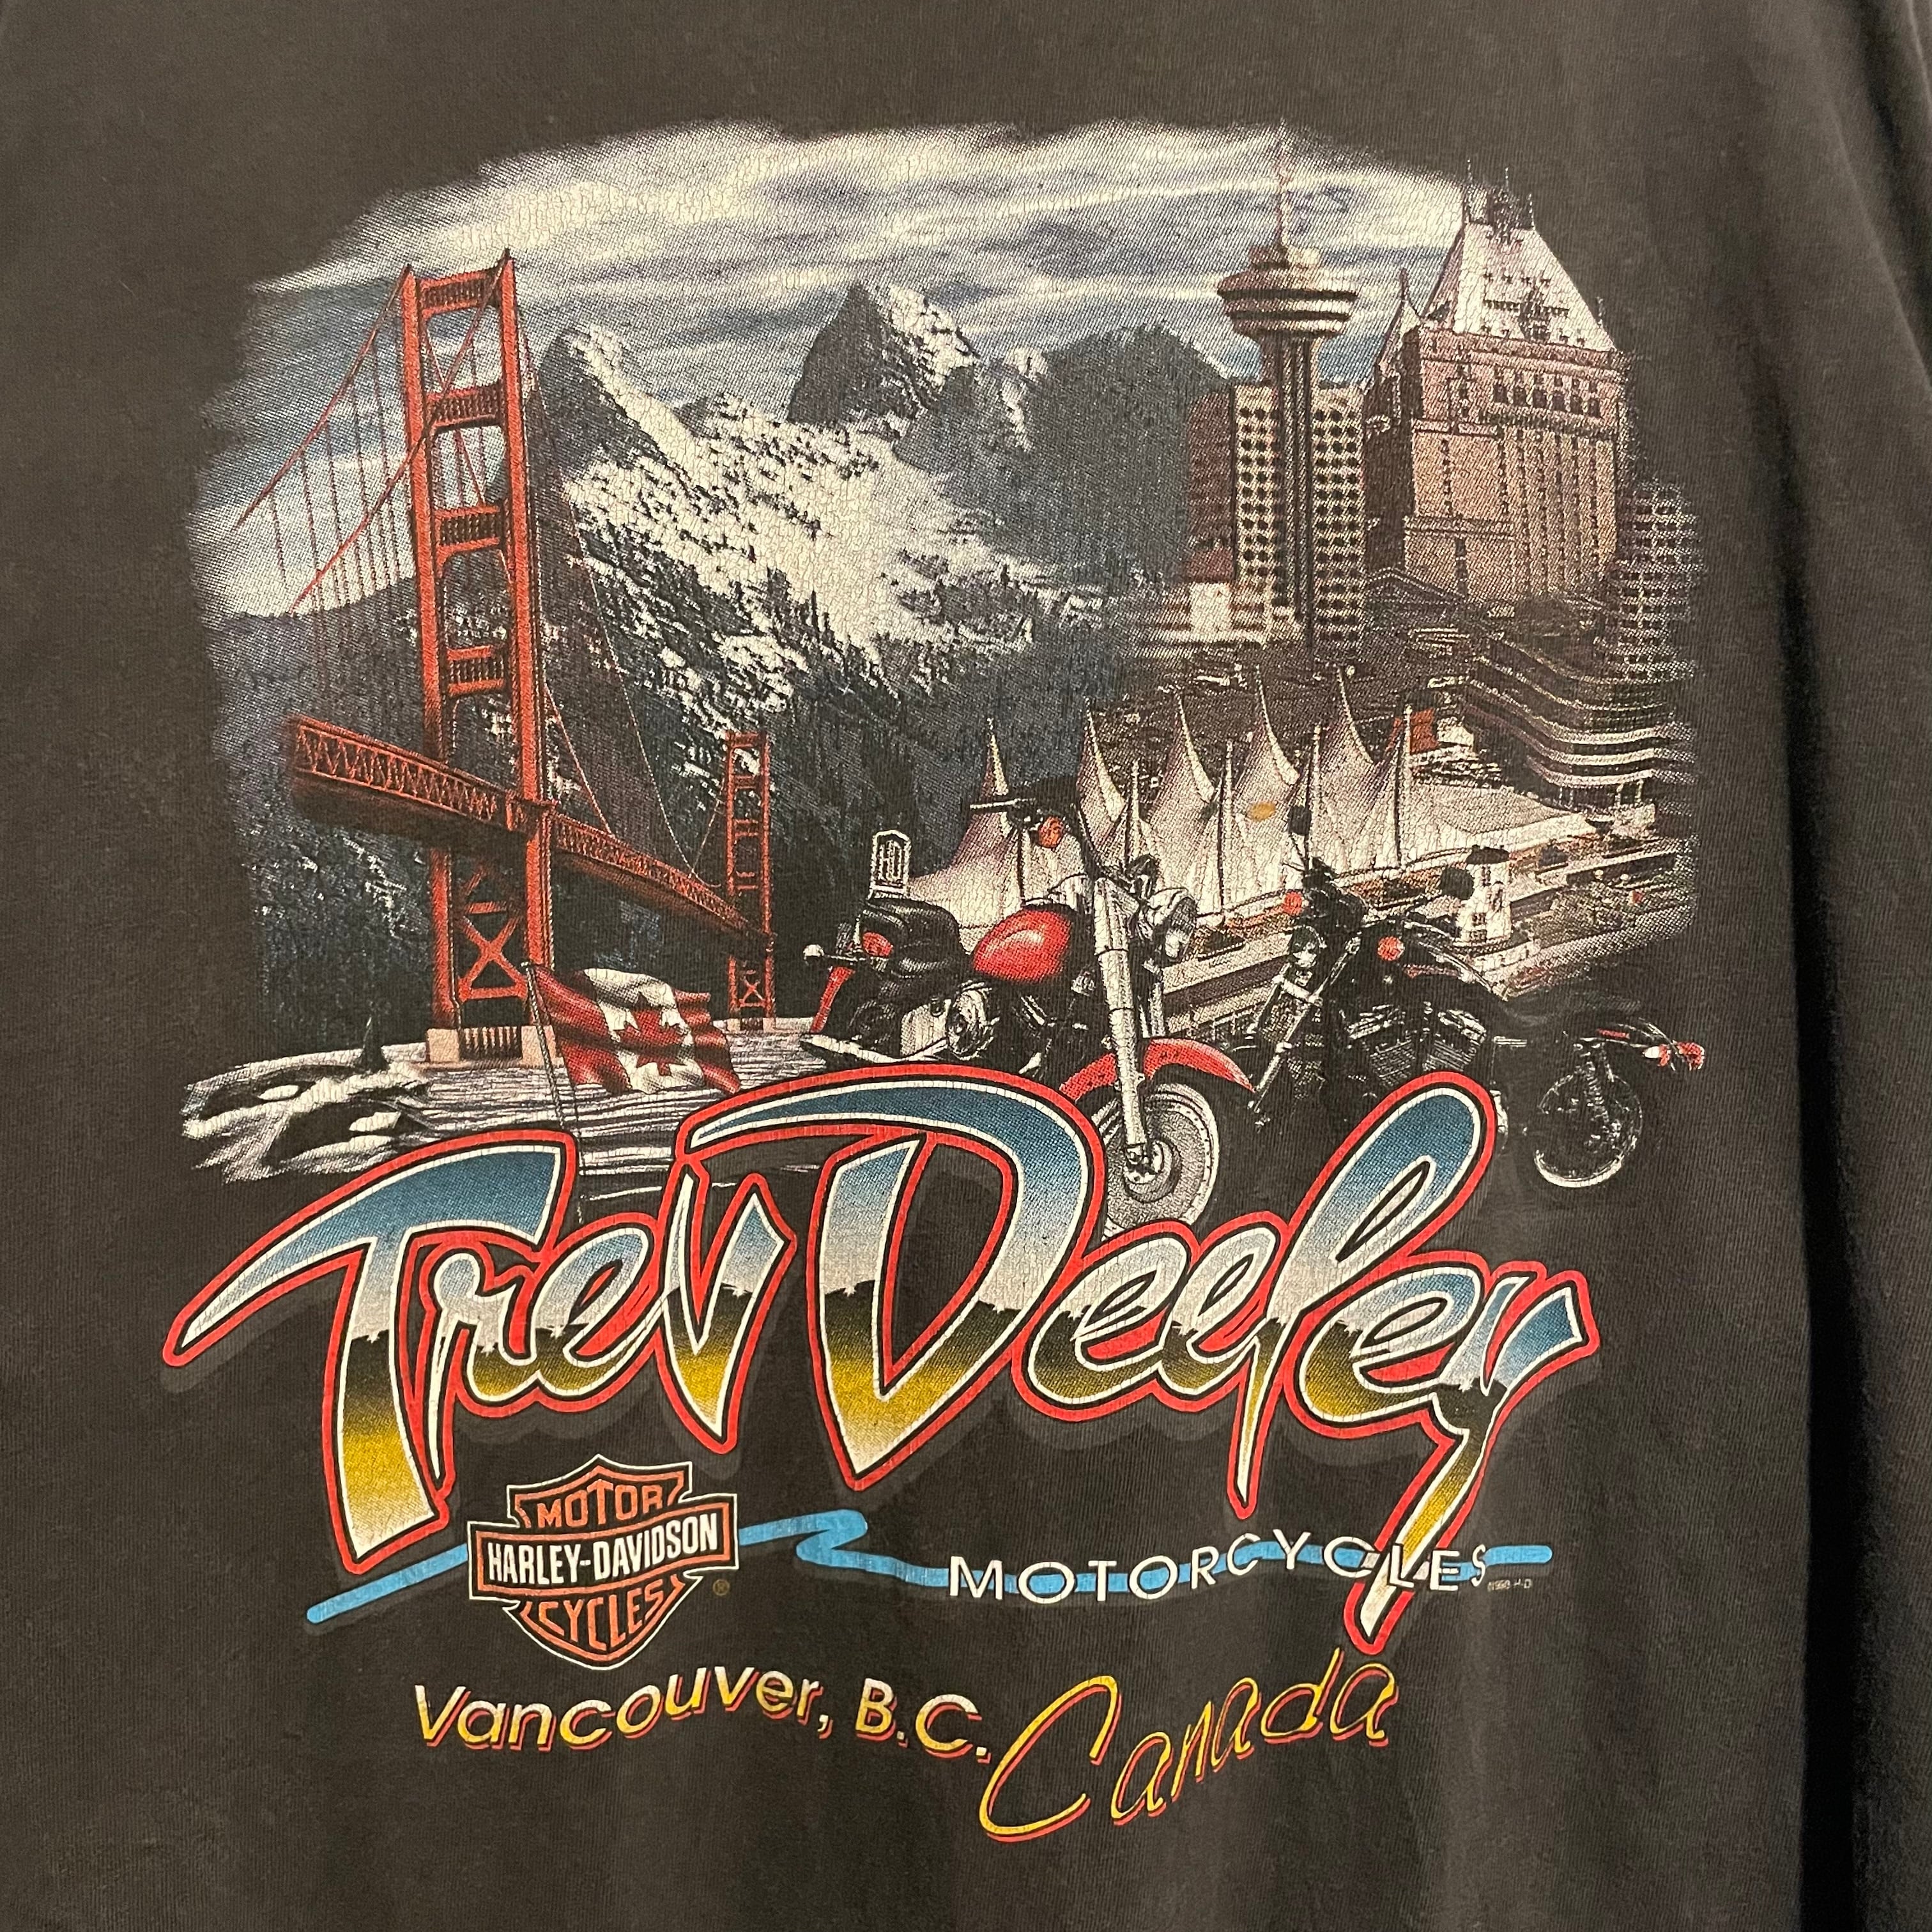 Trev Deeley
MOTOR
HARLEY-DAVIDSON
CYCLES
®
MOTORCYCLES
Vancouver, B.C. Canada